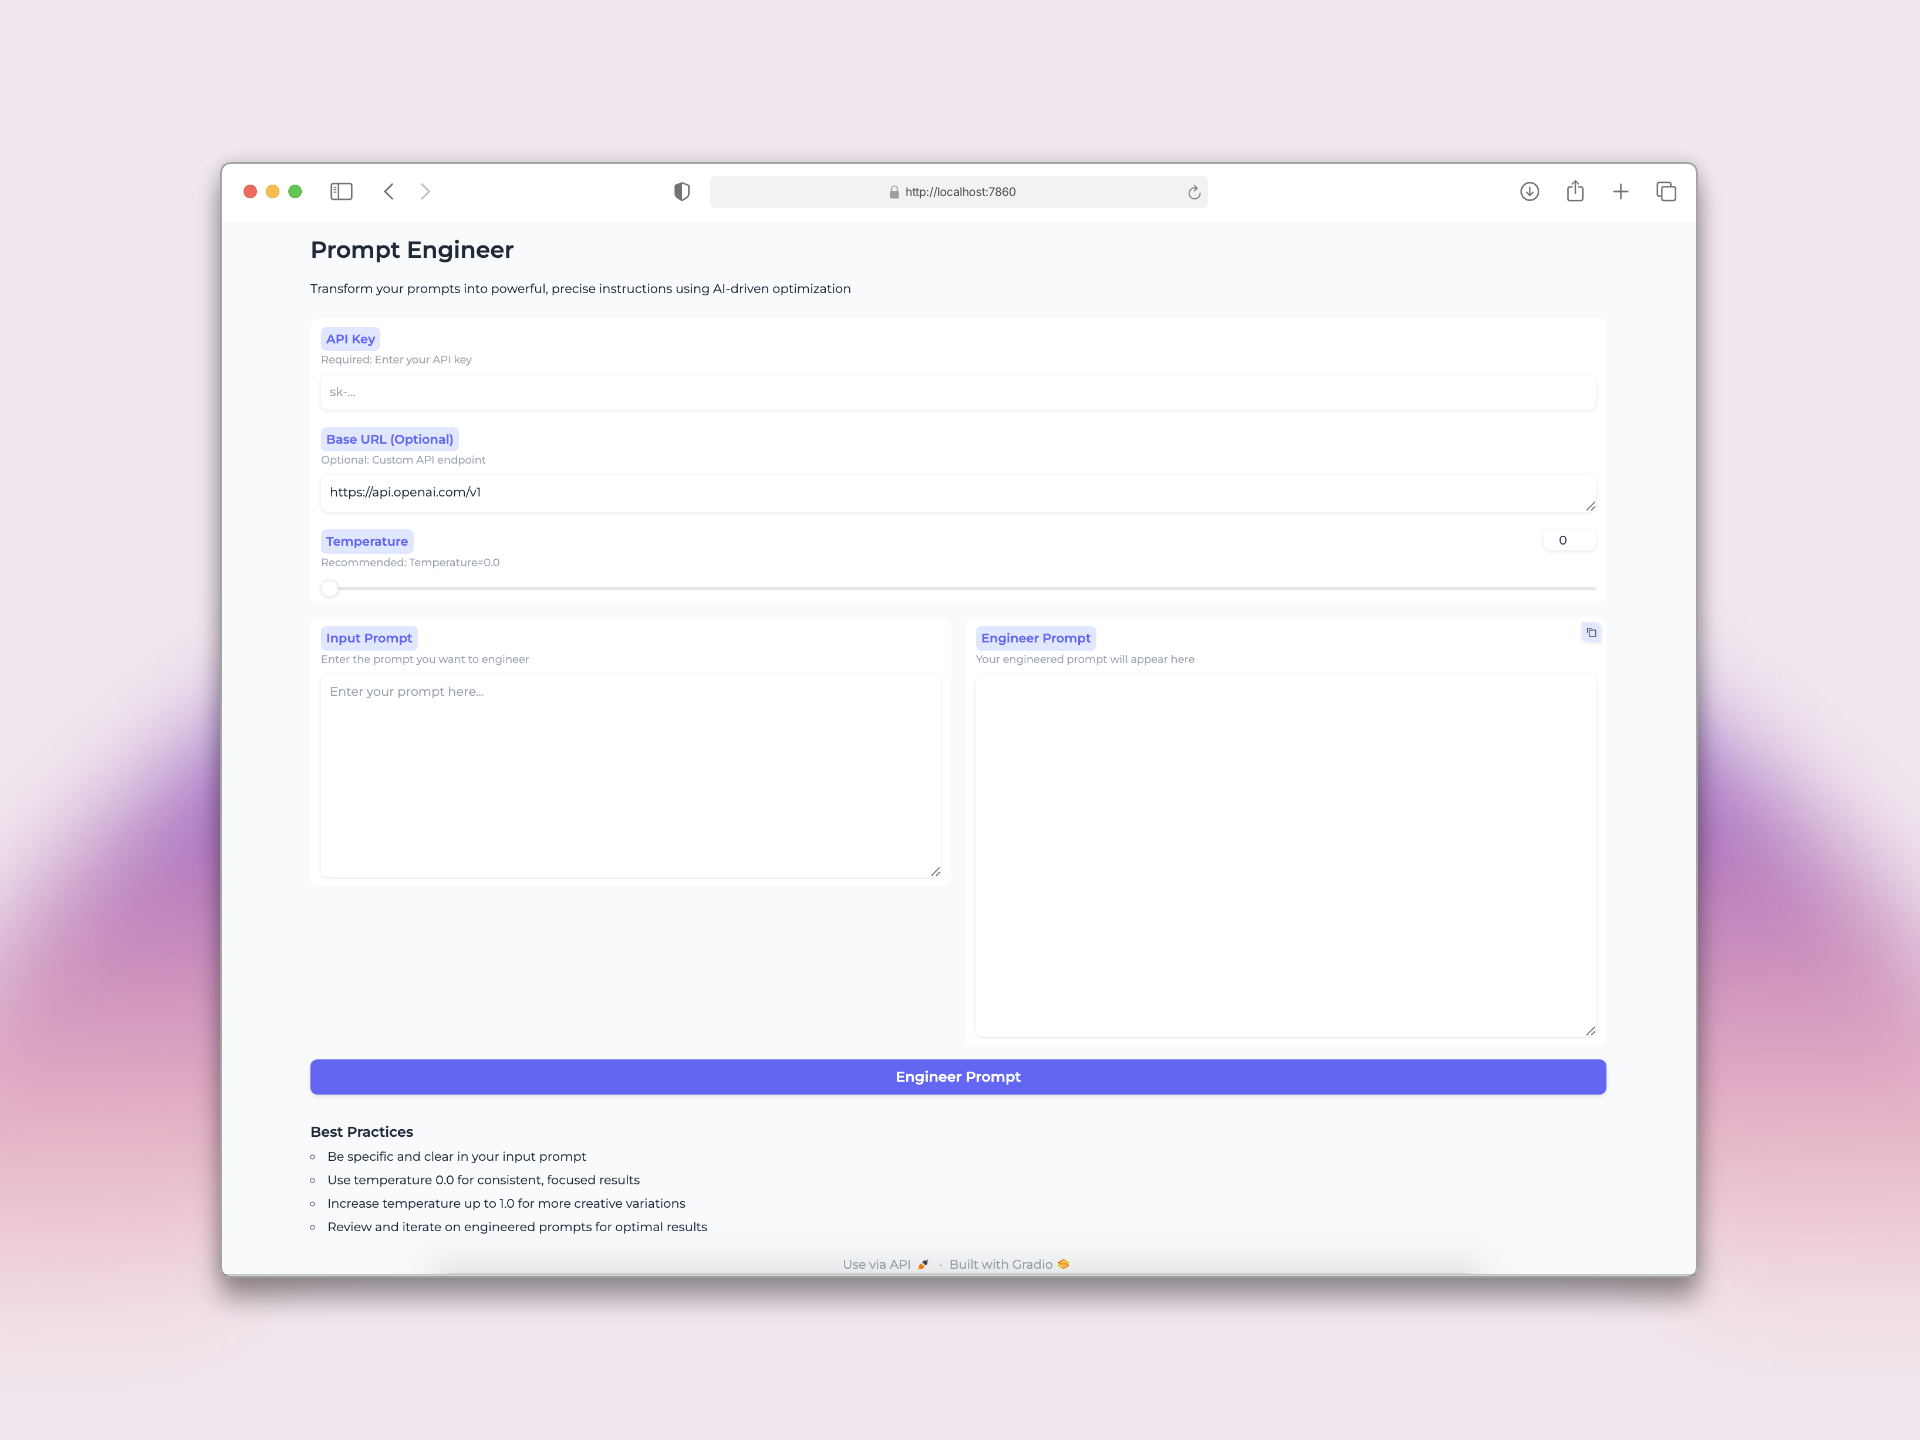 http://localhost:7860
Prompt Engineer
Transform your prompts into powerful, precise instructions using AI-driven optimization
API Key
Required: Enter your API key
sk-...
Base URL (Optional)
Optional: Custom API endpoint
https://api.openai.com/v1
Temperature
0
Recommended: Temperature=0.0
Input Prompt
Enter the prompt you want to engineer
Enter your prompt here...
Engineer Prompt
Your engineered prompt will appear here
Engineer Prompt
Best Practices
Be specific and clear in your input prompt
Use temperature 0.0 for consistent, focused results
Increase temperature up to 1.0 for more creative variations
Review and iterate on engineered prompts for optimal results
Use via API · Built with Gradio